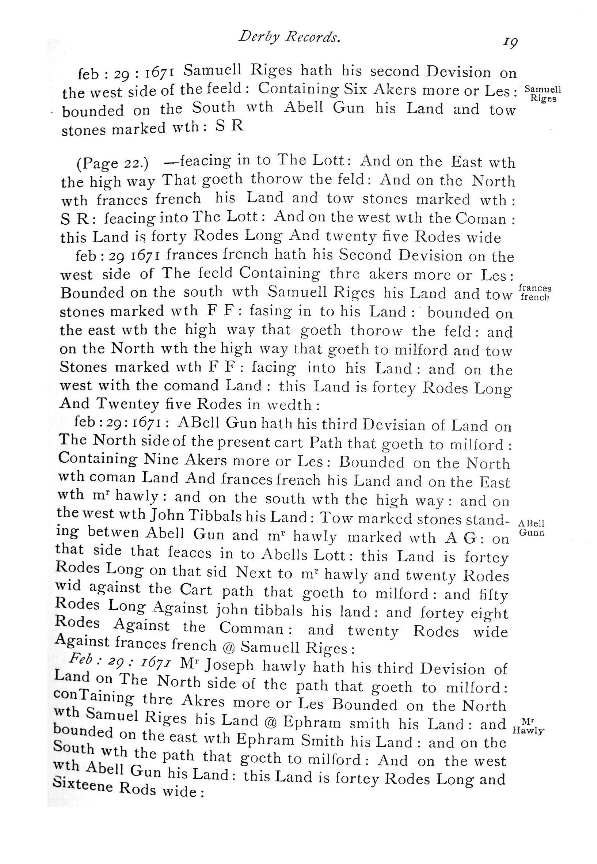 Derby Records. 19
feb : 29 : 1671 Samuell Riges hath his second Devision on
the west side of the feeld : Containing Six Akers more or Les :
Samuell
Riges
bounded on the South wth Abell Gun his Land and tow
stones marked wth : S R
(Page 22.) —feacing in to The Lott : And on the East wth
the high way That goeth thorow the feld : And on the North
wth frances french his Land and tow stones marked wth :
S R : feacing into The Lott : And on the west wth the Coman :
this Land is forty Rodes Long And twenty five Rodes wide
feb : 29 1671 frances french hath his Second Devision on the
west side of The feeld Containing thre akers more or Les :
Bounded on the south wth Samuell Riges his Land and tow
frances
french
stones marked wth F F : fasing in to his Land : bounded on
the east wth the high way that goeth thorow the feld : and
on the North wth the high way that goeth to milford and tow
Stones marked wth F F : facing into his Land : and on the
west with the comand Land : this Land is fortey Rodes Long
And Twentey five Rodes in wedth :
feb : 29 : 1671 : ABell Gun hath his third Devisian of Land on
The North side of the present cart Path that goeth to milford :
Containing Nine Akers more or Les : Bounded on the North
wth coman Land And frances french his Land and on the East
wth mr hawly : and on the south wth the high way : and on
the west wth John Tibbals his Land : Tow marked stones stand-
ABell
Gunn
ing betwen Abell Gun and mr hawly marked wth A G : on
that side that feaces in to Abells Lott : this Land is fortey
Rodes Long on that sid Next to mr hawly and twenty Rodes
wid against the Cart path that goeth to milford : and fifty
Rodes Long Against john tibbals his land : and fortey eight
Rodes Against the Comman : and twenty Rodes wide
Against frances french @ Samuell Riges :
Feb : 29 : 1671 Mr Joseph hawly hath his third Devision of
Land on The North side of the path that goeth to milford :
conTaining thre Akres more or Les Bounded on the North
wth Samuel Riges his Land @ Ephram smith his Land : and
Mr
Hawly
bounded on the east wth Ephram Smith his Land : and on the
South wth the path that goeth to milford : And on the west
wth Abell Gun his Land : this Land is fortey Rodes Long and
Sixteene Rods wide :